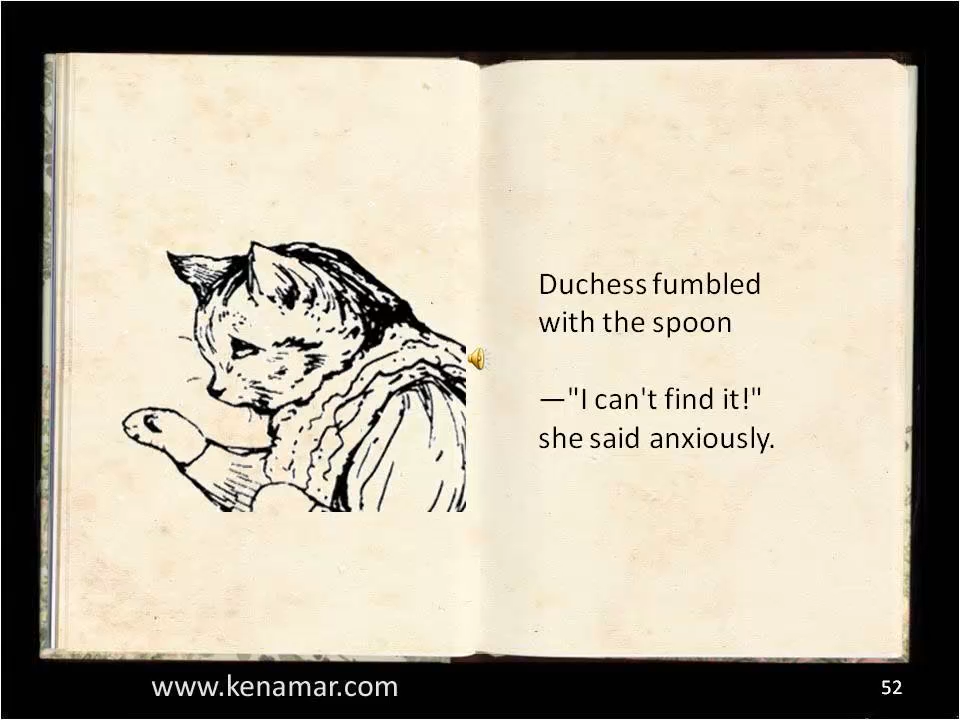 Duchess fumbled
with the spoon
—"I can't find it!"
she said anxiously.
www.kenamar.com
52